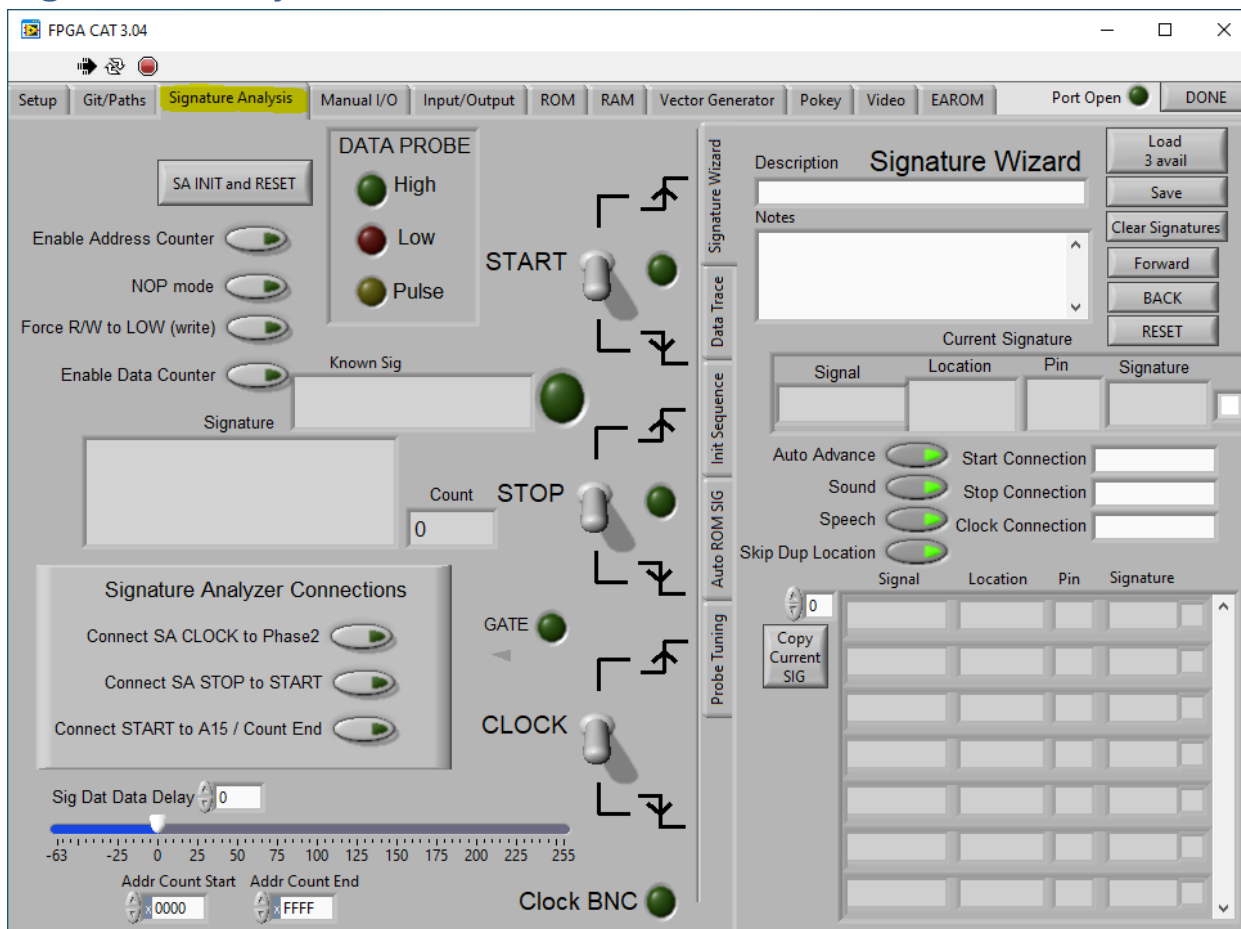 FPGA CAT 3.04
Setup Git/Paths Signature Analysis Manual I/O Input/Output ROM RAM Vector Generator Pokey Video EAROM Port Open DONE
SA INIT and RESET
Enable Address Counter
NOP mode
Force R/W to LOW (write)
Enable Data Counter
DATA PROBE
High
Low
Pulse
START
Known Sig
Signature
Count
0
STOP
Signature Analyzer Connections
Connect SA CLOCK to Phase2
Connect SA STOP to START
Connect START to A15 / Count End
GATE
CLOCK
Sig Dat Data Delay 0
-63 -25 0 25 50 75 100 125 150 175 200 225 255
Addr Count Start Addr Count End
x 0000 x FFFF
Clock BNC
Signature Wizard
Data Trace
Init Sequence
Auto ROM SIG
Probe Tuning
Description Signature Wizard
Notes
Load
3 avail
Save
Clear Signatures
Forward
BACK
RESET
Current Signature
Signal Location Pin Signature
Auto Advance
Sound
Speech
Skip Dup Location
Start Connection
Stop Connection
Clock Connection
Signal Location Pin Signature
0
Copy
Current
SIG